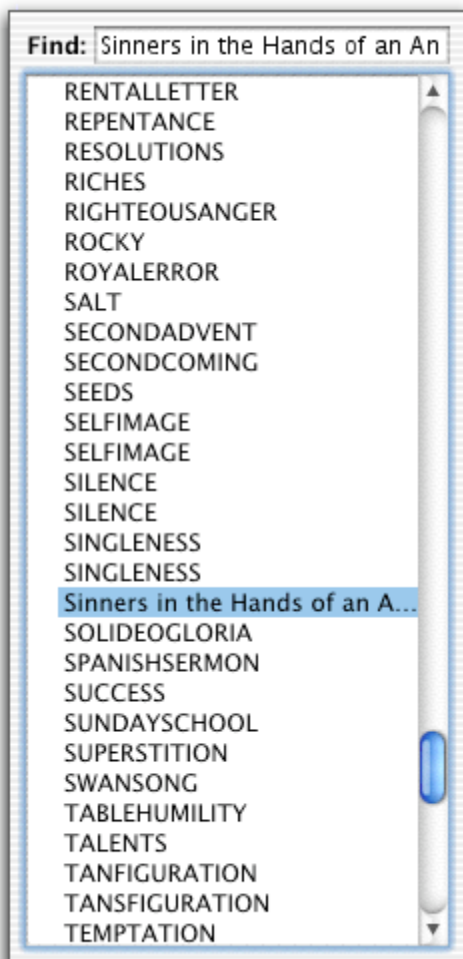 Find: Sinners in the Hands of an An
RENTALLETTER
REPENTANCE
RESOLUTIONS
RICHES
RIGHTEOUSANGER
ROCKY
ROYALERROR
SALT
SECONDADVENT
SECONDCOMING
SEEDS
SELFIMAGE
SELFIMAGE
SILENCE
SILENCE
SINGLENESS
SINGLENESS
Sinners in the Hands of an A...
SOLIDEOGLORIA
SPANISHSERMON
SUCCESS
SUNDAYSCHOOL
SUPERSTITION
SWANSONG
TABLEHUMILITY
TALENTS
TANFIGURATION
TANSFIGURATION
TEMPTATION